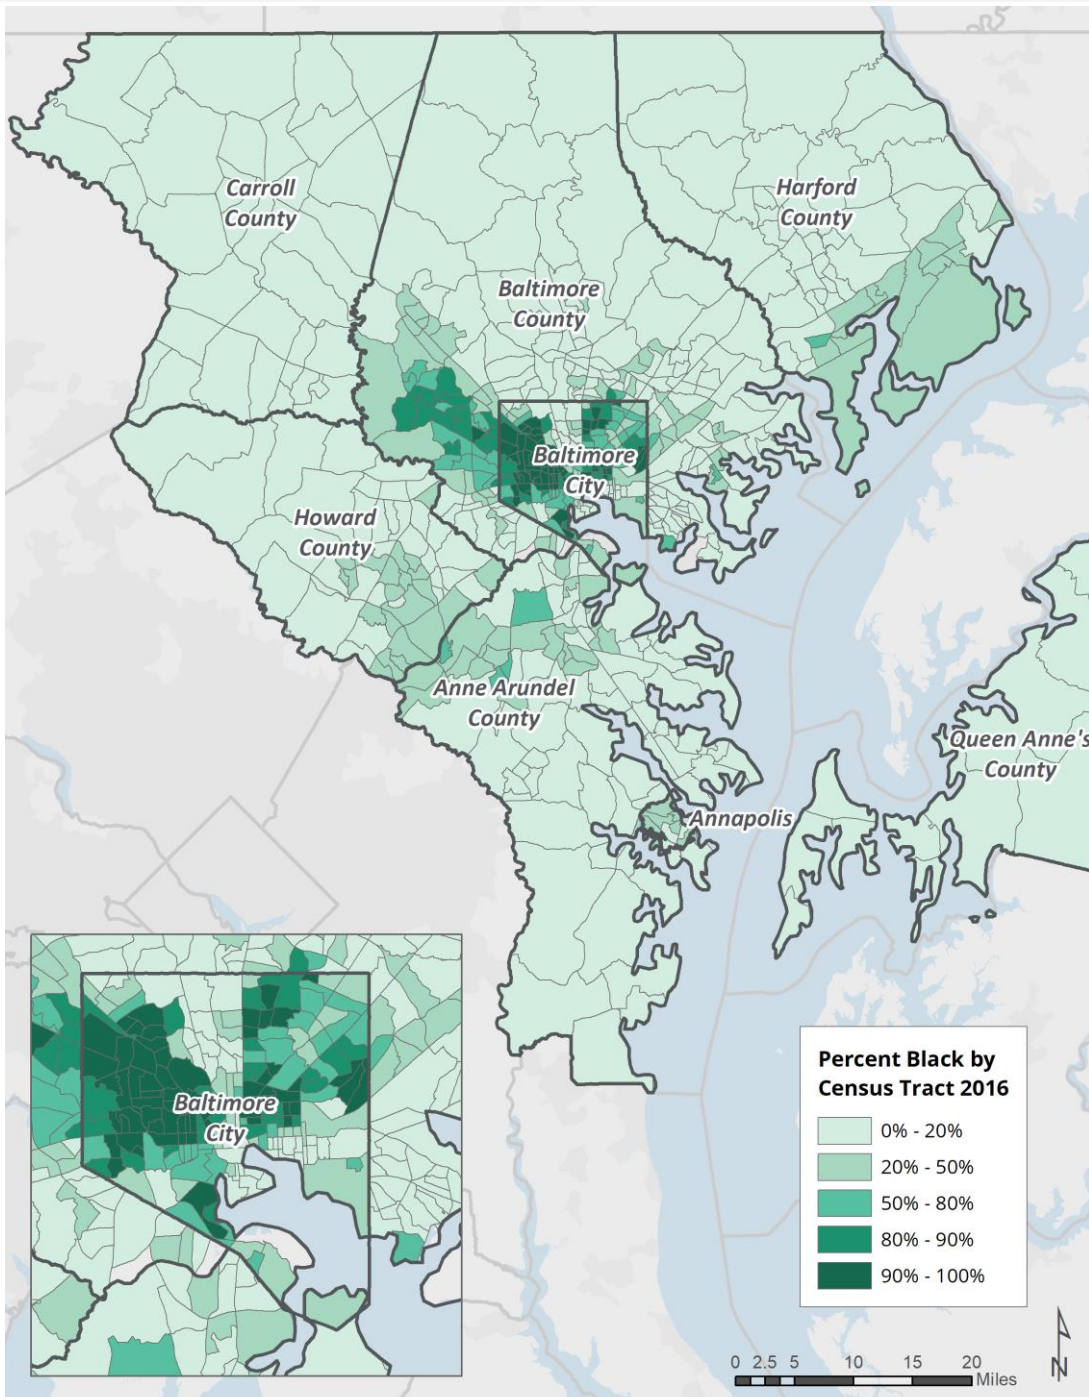 Carroll
County
Harford
County
Baltimore
County
Baltimore
City
Howard
County
Anne Arundel
County
Queen Anne's
County
Annapolis
Baltimore
City
Percent Black by
Census Tract 2016
0% - 20%
20% - 50%
50% - 80%
80% - 90%
90% - 100%
0 2.5 5 10 15 20
Miles
N